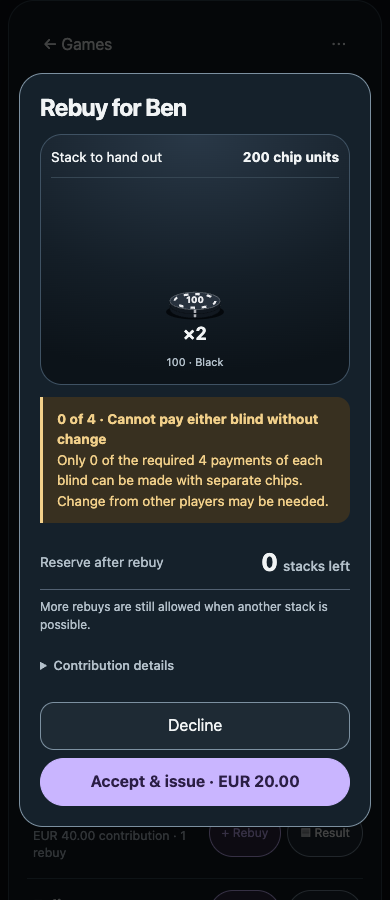 ← Games
...
Rebuy for Ben
Stack to hand out 200 chip units
100
×2
100 · Black
0 of 4 · Cannot pay either blind without
change
Only 0 of the required 4 payments of each
blind can be made with separate chips.
Change from other players may be needed.
Reserve after rebuy 0 stacks left
More rebuys are still allowed when another stack is
possible.
▶ Contribution details
Decline
Accept & issue · EUR 20.00
EUR 40.00 contribution · 1
rebuy
+ Rebuy
Result